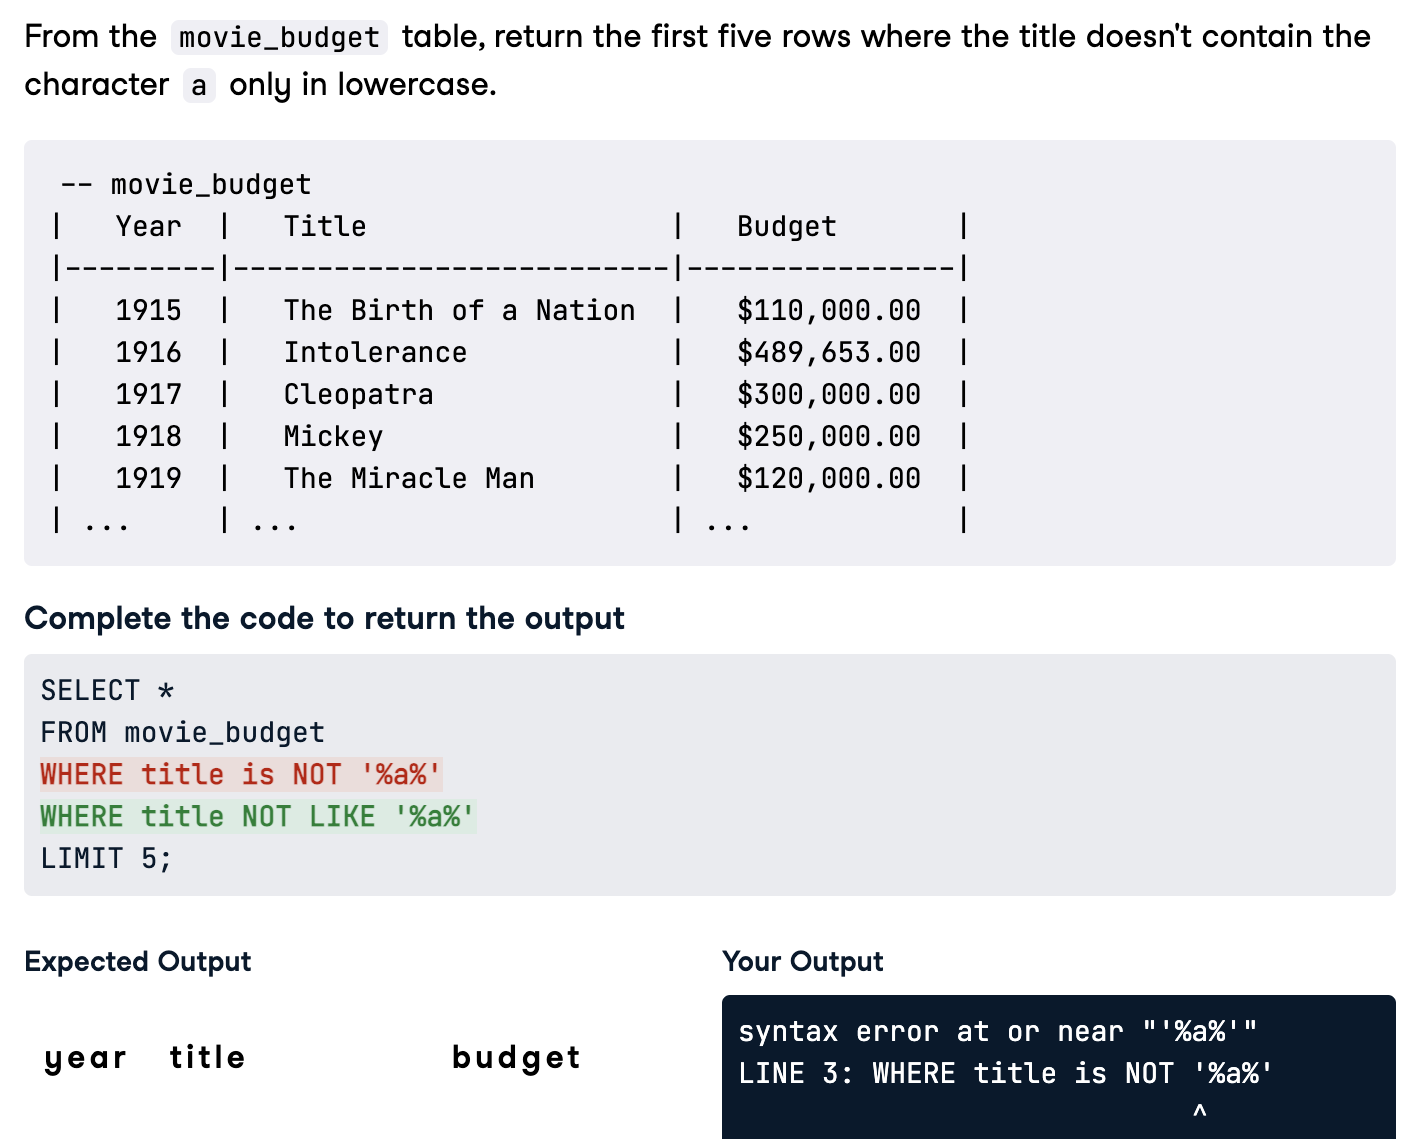 From the movie_budget table, return the first five rows where the title doesn't contain the
character a only in lowercase.
-- movie_budget
|   Year  |   Title                  |   Budget       |
|---------|--------------------------|----------------|
|   1915  |   The Birth of a Nation  |   $110,000.00  |
|   1916  |   Intolerance            |   $489,653.00  |
|   1917  |   Cleopatra              |   $300,000.00  |
|   1918  |   Mickey                 |   $250,000.00  |
|   1919  |   The Miracle Man        |   $120,000.00  |
| ...     | ...                      | ...            |
Complete the code to return the output
SELECT *
FROM movie_budget
WHERE title is NOT '%a%'
WHERE title NOT LIKE '%a%'
LIMIT 5;
Expected Output
year title budget
Your Output
syntax error at or near "'%a%'"
LINE 3: WHERE title is NOT '%a%'
^